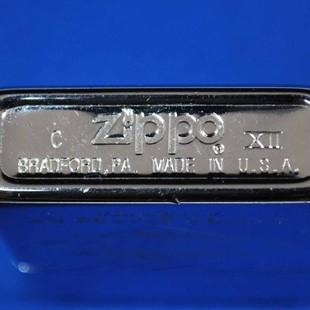 C Zippo® XII
BRADFORD, PA. MADE IN U.S.A.